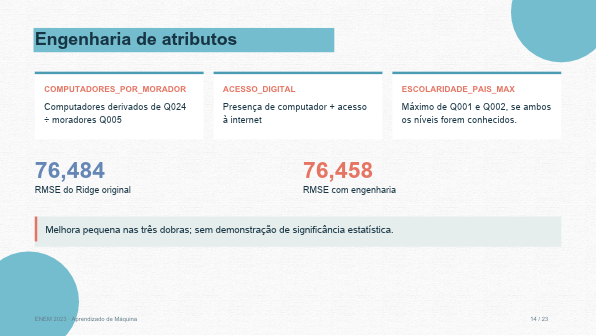 Engenharia de atributos
COMPUTADORES_POR_MORADOR
Computadores derivados de Q024
÷ moradores Q005
ACESSO_DIGITAL
Presença de computador + acesso
à internet
ESCOLARIDADE_PAIS_MAX
Máximo de Q001 e Q002, se ambos
os níveis forem conhecidos.
76,484
RMSE do Ridge original
76,458
RMSE com engenharia
Melhora pequena nas três dobras; sem demonstração de significância estatística.
ENEM 2023 · Aprendizado de Máquina
14 / 23